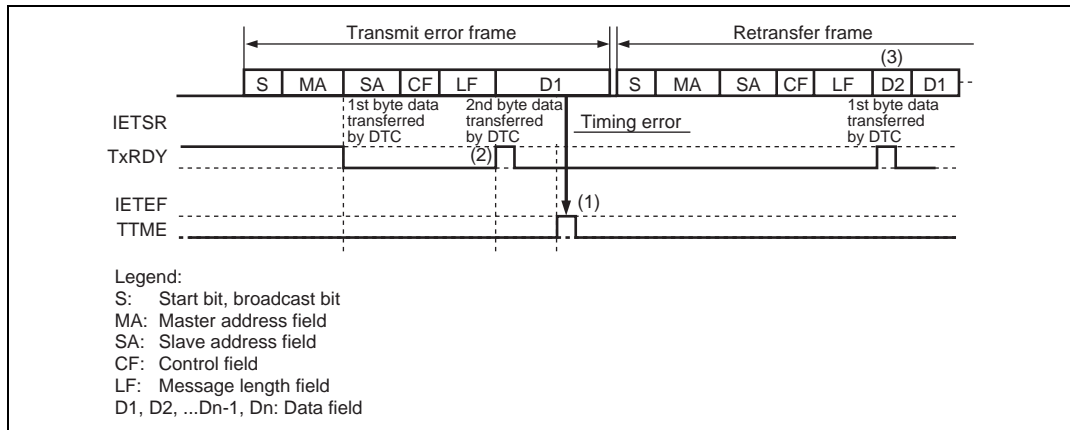 Transmit error frame Retransfer frame
(3)
S MA SA CF LF D1 S MA SA CF LF D2 D1
1st byte data 2nd byte data 1st byte data
IETSR transferred transferred Timing error transferred
by DTC by DTC by DTC
TxRDY (2)
IETEF (1)
TTME
Legend:
S: Start bit, broadcast bit
MA: Master address field
SA: Slave address field
CF: Control field
LF: Message length field
D1, D2, ...Dn-1, Dn: Data field